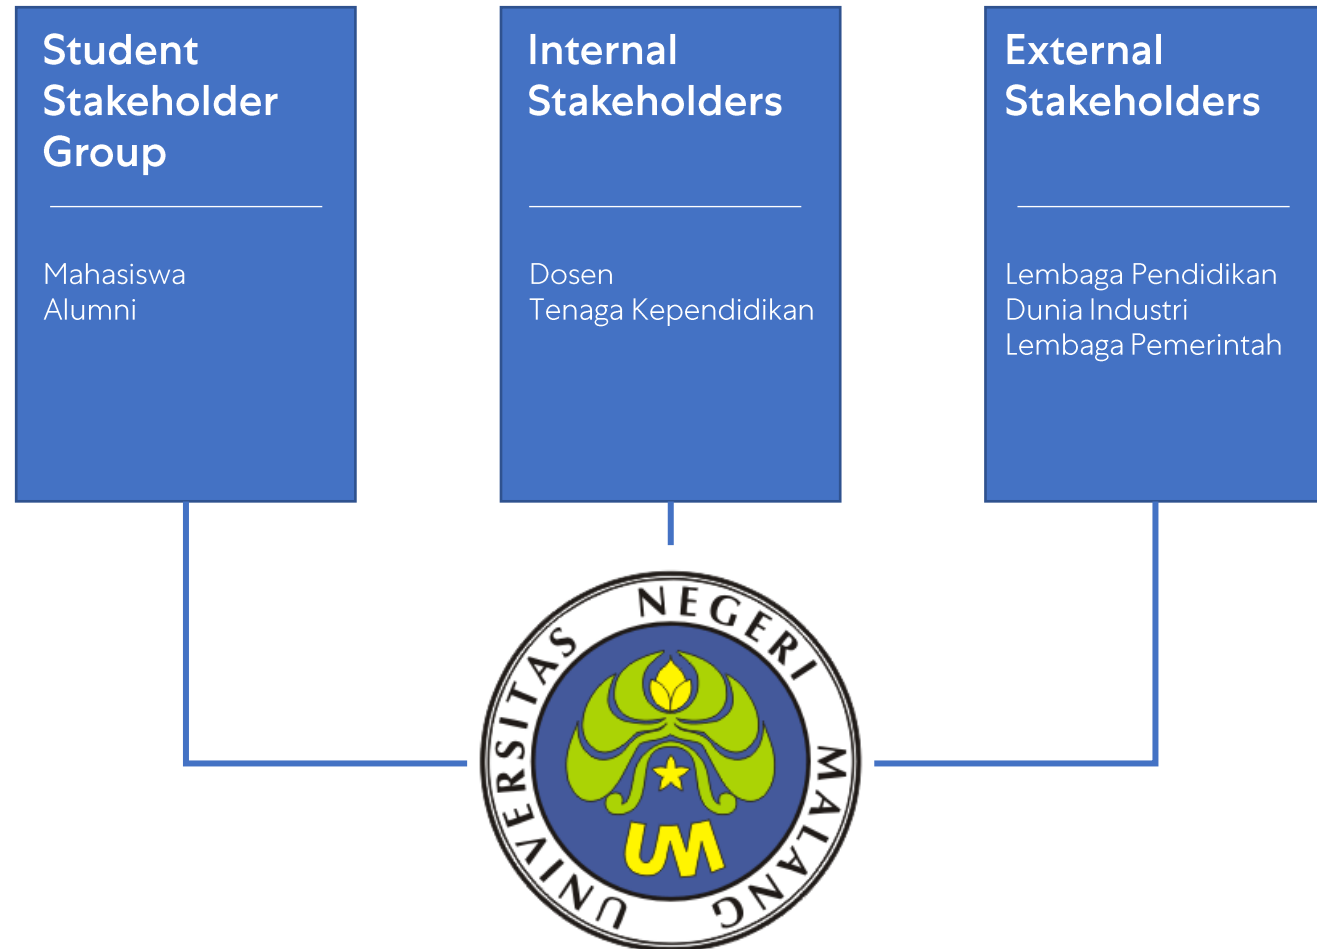 Student
Stakeholder
Group
Mahasiswa
Alumni
Internal
Stakeholders
Dosen
Tenaga Kependidikan
External
Stakeholders
Lembaga Pendidikan
Dunia Industri
Lembaga Pemerintah
UNIVERSITAS NEGERI MALANG
UM